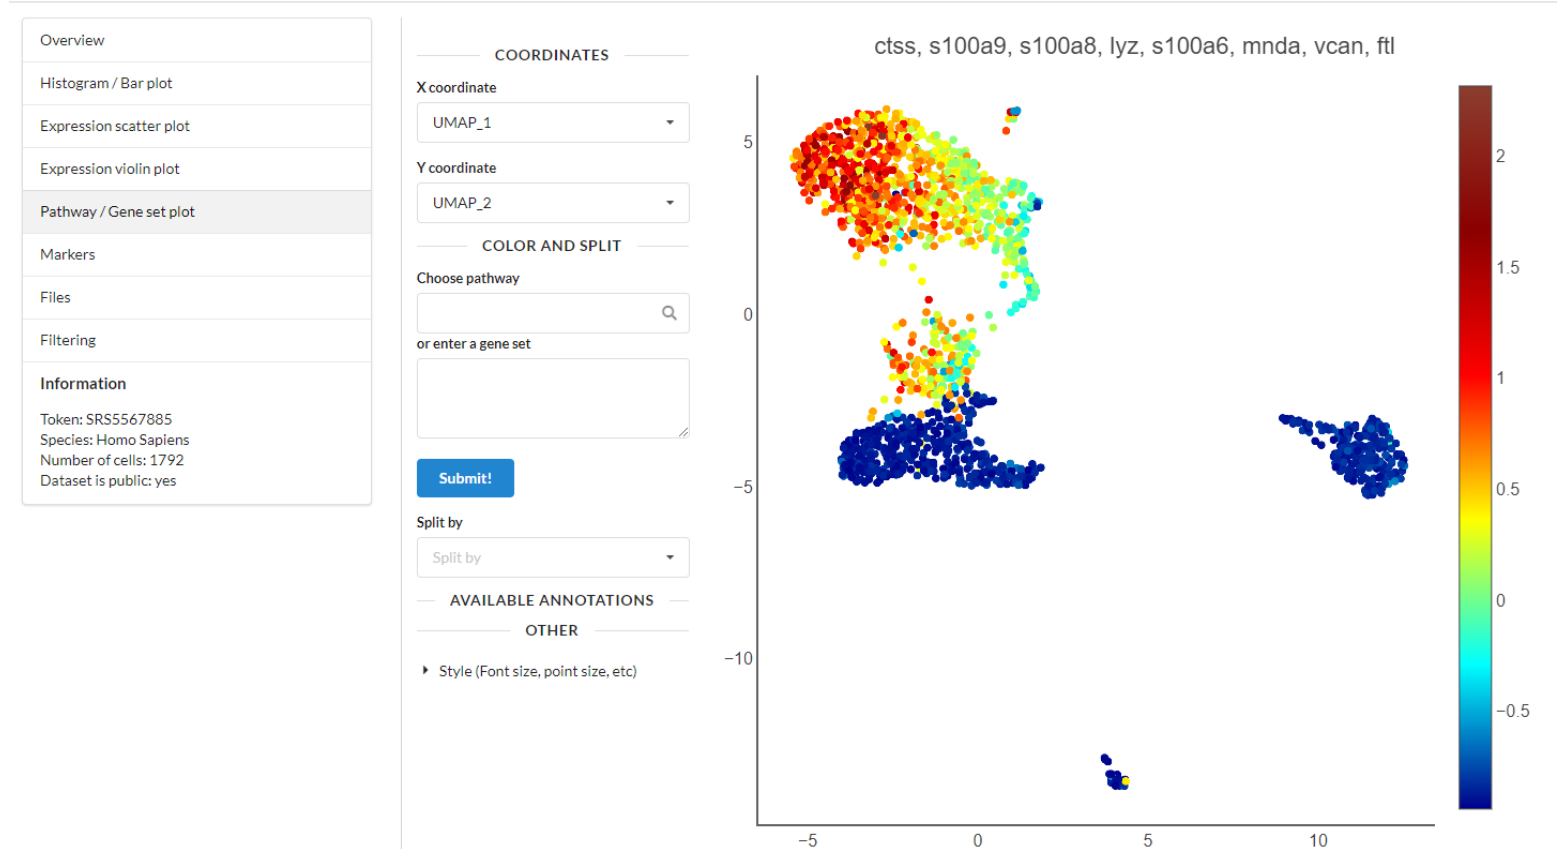 Overview
Histogram / Bar plot
Expression scatter plot
Expression violin plot
Pathway / Gene set plot
Markers
Files
Filtering
Information
Token: SRS5567885
Species: Homo Sapiens
Number of cells: 1792
Dataset is public: yes
COORDINATES
X coordinate
UMAP_1
Y coordinate
UMAP_2
COLOR AND SPLIT
Choose pathway
or enter a gene set
Submit!
Split by
Split by
AVAILABLE ANNOTATIONS
OTHER
Style (Font size, point size, etc)
ctss, s100a9, s100a8, lyz, s100a6, mnda, vcan, ftl
5
0
−5
−10
−5
0
5
10
2
1.5
1
0.5
0
−0.5